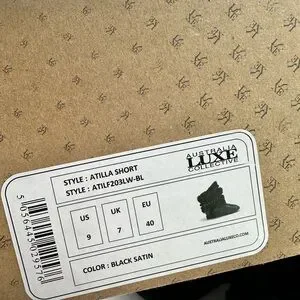 AUSTRALIA
LUXE
COLLECTIVE
STYLE : ATILLA SHORT
STYLE : ATILFZ03LW-BL
US
9
UK
7
EU
40
COLOR : BLACK SATIN
AUSTRALIALUXECO.COM